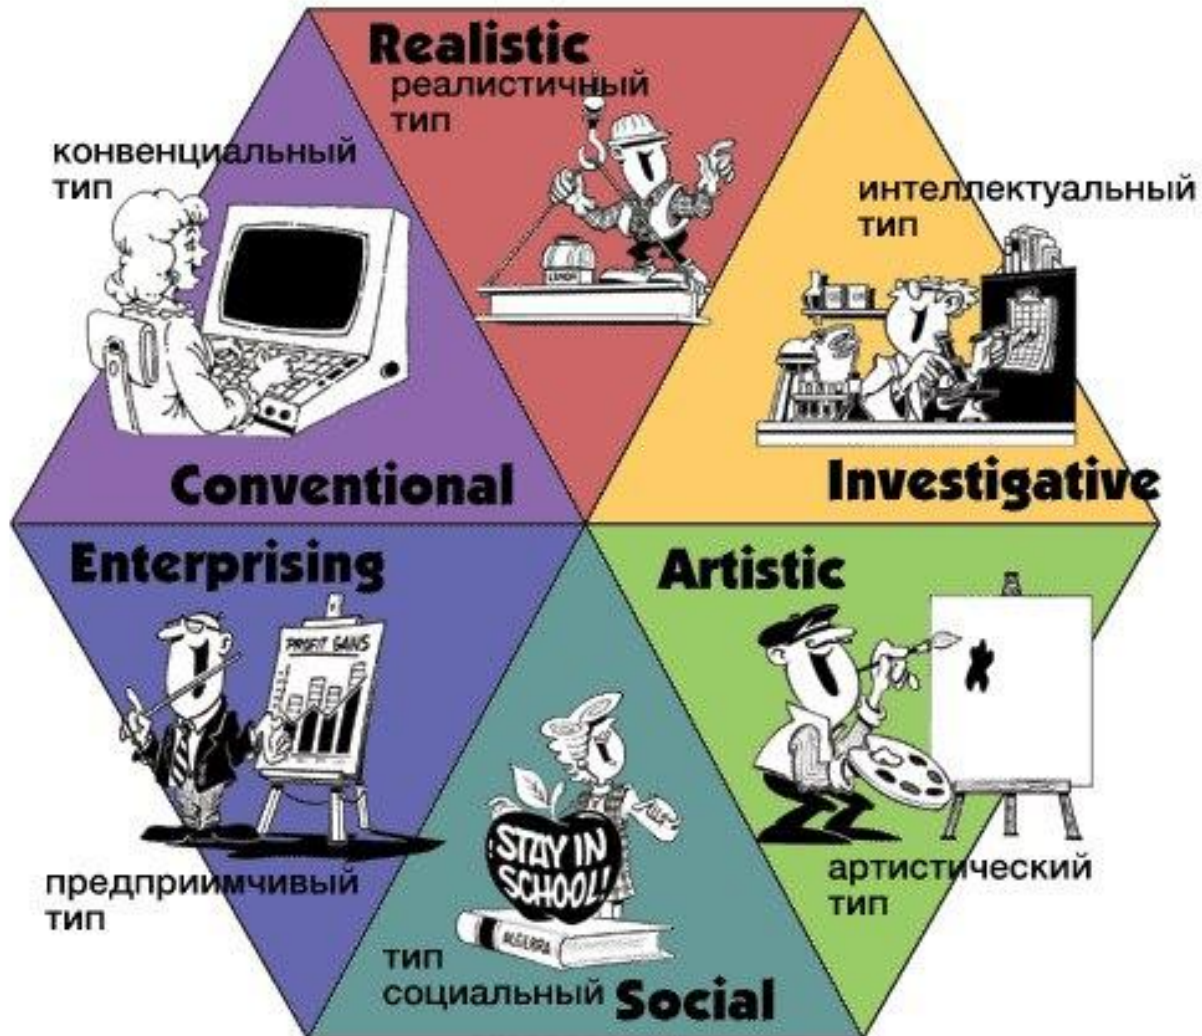 Realistic
реалистичный
тип
LUNCH
конвенциальный
тип
Conventional
интеллектуальный
тип
Investigative
Enterprising
PROFIT GAINS
предприимчивый
тип
Artistic
артистический
тип
STAY IN
SCHOOL!
ALGEBRA
тип
социальный
Social